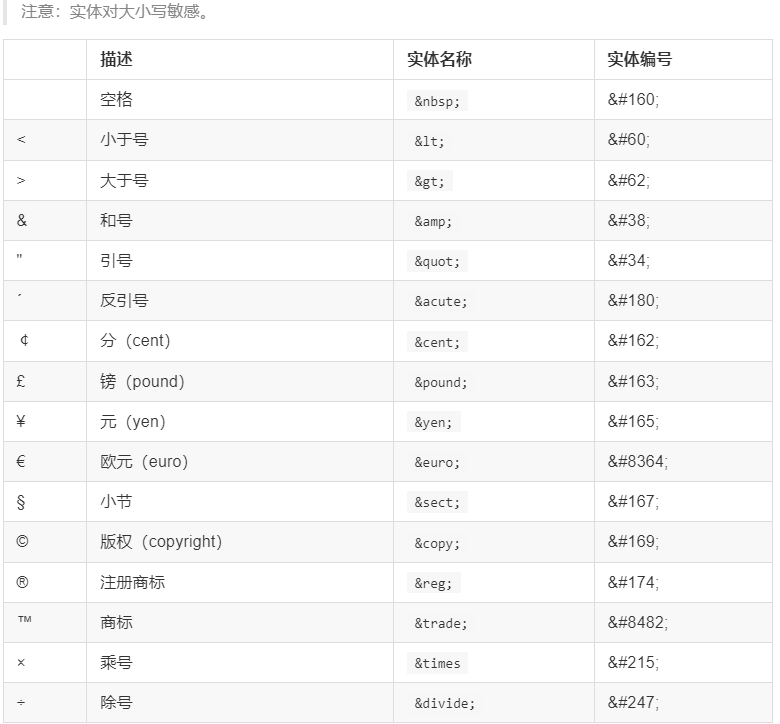 注意：实体对大小写敏感。
描述 实体名称 实体编号
空格 &nbsp; &#160;
< 小于号 &lt; &#60;
> 大于号 &gt; &#62;
& 和号 &amp; &#38;
" 引号 &quot; &#34;
´ 反引号 &acute; &#180;
￠ 分（cent） &cent; &#162;
£ 镑（pound） &pound; &#163;
¥ 元（yen） &yen; &#165;
€ 欧元（euro） &euro; &#8364;
§ 小节 &sect; &#167;
© 版权（copyright） &copy; &#169;
® 注册商标 &reg; &#174;
™ 商标 &trade; &#8482;
× 乘号 &times &#215;
÷ 除号 &divide; &#247;